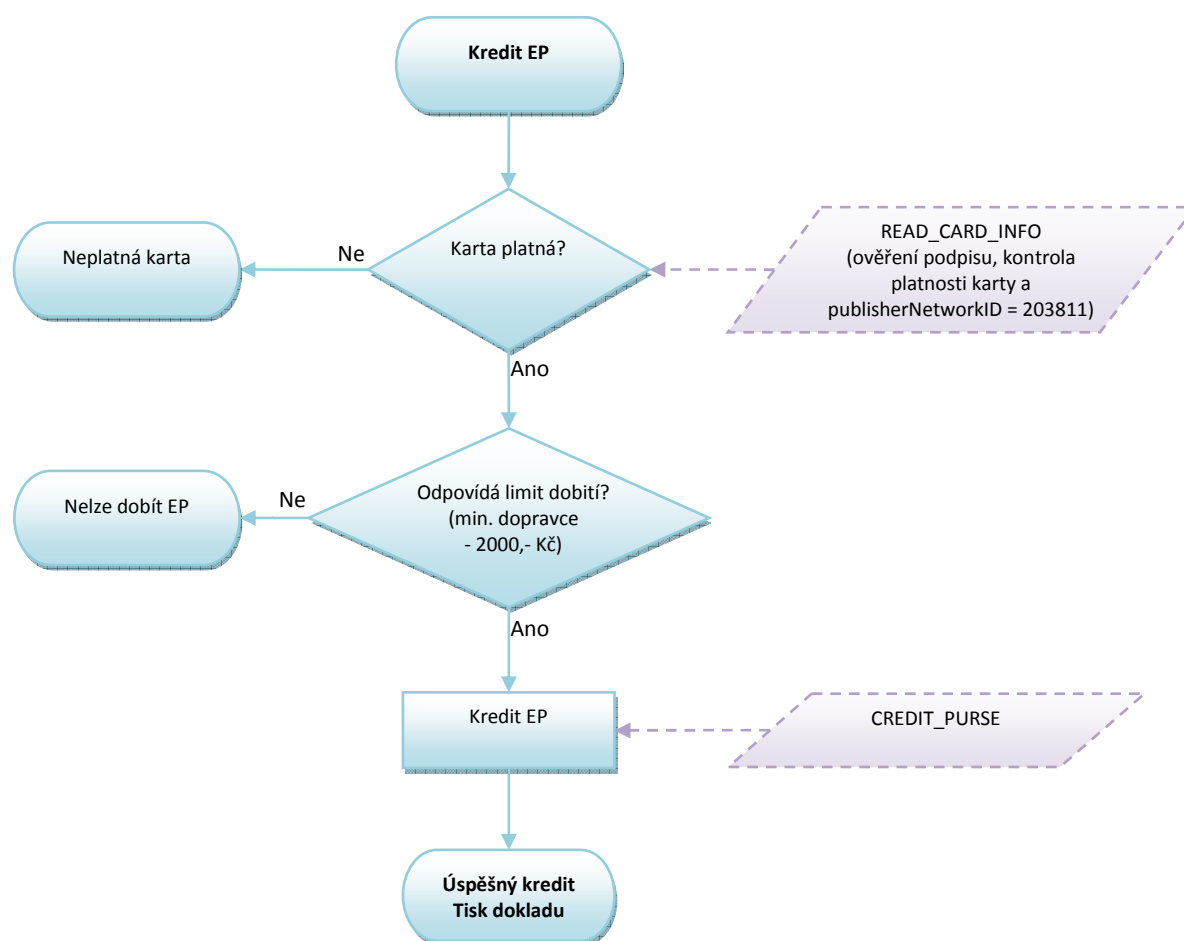 Kredit EP
Neplatná karta
Ne
Karta platná?
READ_CARD_INFO
(ověření podpisu, kontrola
platnosti karty a
publisherNetworkID = 203811)
Ano
Nelze dobít EP
Ne
Odpovídá limit dobití?
(min. dopravce
- 2000,- Kč)
Ano
Kredit EP
CREDIT_PURSE
Úspěšný kredit
Tisk dokladu